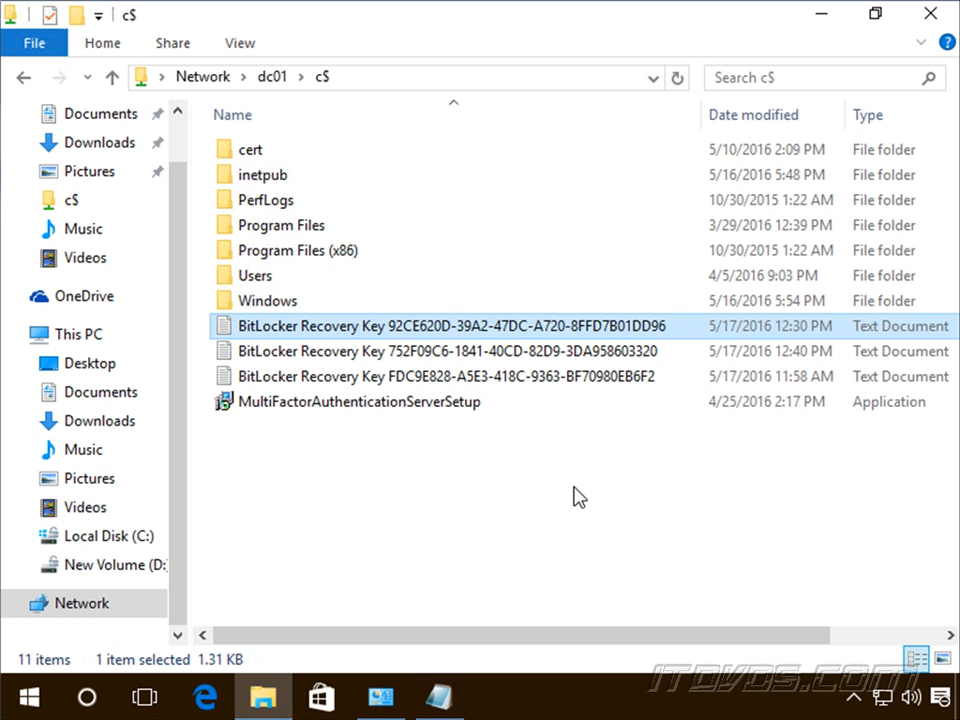 c$
File Home Share View
Network dc01 c$ Search c$
Name Date modified Type
Documents
Downloads
Pictures
c$
Music
Videos
OneDrive
This PC
Desktop
Documents
Downloads
Music
Pictures
Videos
Local Disk (C:)
New Volume (D:
Network
cert 5/10/2016 2:09 PM File folder
inetpub 5/16/2016 5:48 PM File folder
PerfLogs 10/30/2015 1:22 AM File folder
Program Files 3/29/2016 12:39 PM File folder
Program Files (x86) 10/30/2015 1:22 AM File folder
Users 4/5/2016 9:03 PM File folder
Windows 5/16/2016 5:54 PM File folder
BitLocker Recovery Key 92CE620D-39A2-47DC-A720-8FFD7B01DD96 5/17/2016 12:30 PM Text Document
BitLocker Recovery Key 752F09C6-1841-40CD-82D9-3DA958603320 5/17/2016 12:40 PM Text Document
BitLocker Recovery Key FDC9E828-A5E3-418C-9363-BF70980EB6F2 5/17/2016 11:58 AM Text Document
MultiFactorAuthenticationServerSetup 4/25/2016 2:17 PM Application
11 items 1 item selected 1.31 KB
ITDVDS.COM